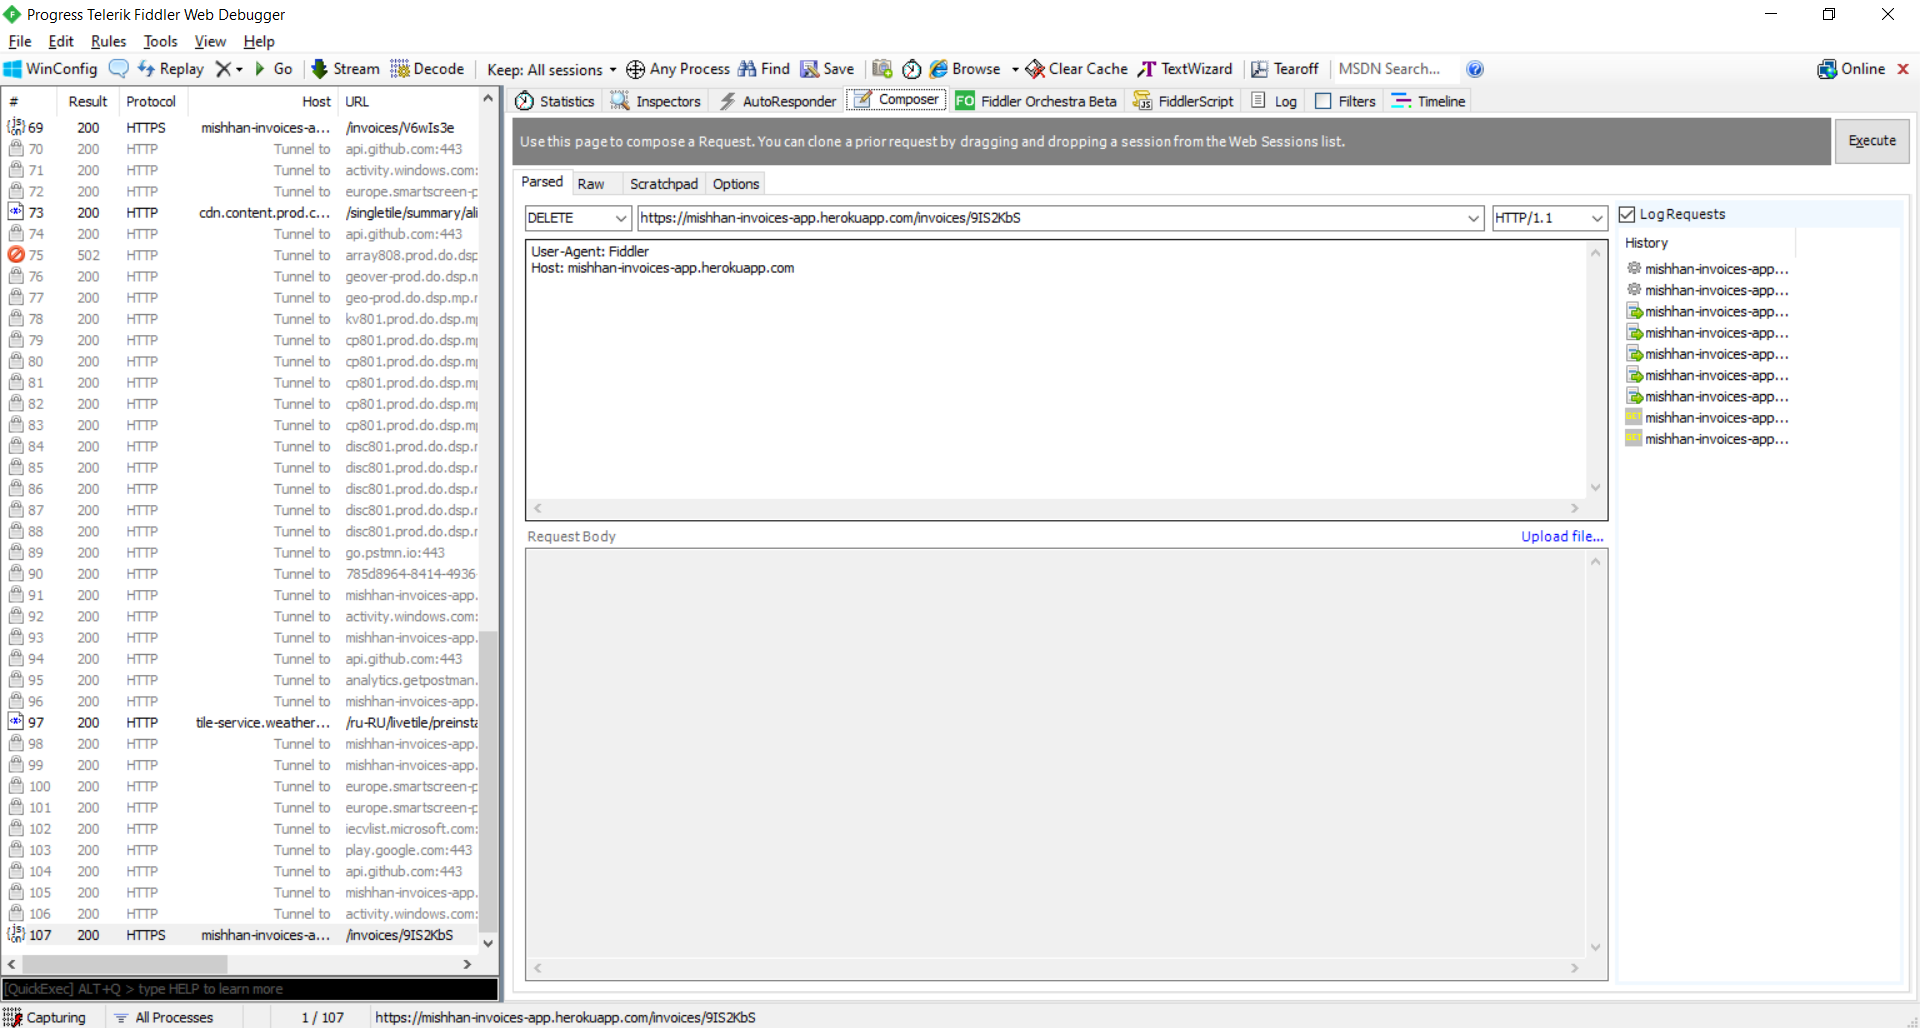 Progress Telerik Fiddler Web Debugger
File Edit Rules Tools View Help
WinConfig Replay Go Stream Decode Keep: All sessions Any Process Find Save Browse Clear Cache TextWizard Tearoff MSDN Search... Online
# Result Protocol Host URL
69 200 HTTPS mishhan-invoices-a... /invoices/V6wIs3e
70 200 HTTP Tunnel to api.github.com:443
71 200 HTTP Tunnel to activity.windows.com:
72 200 HTTP Tunnel to europe.smartscreen-p
73 200 HTTP cdn.content.prod.c... /singletile/summary/ali
74 200 HTTP Tunnel to api.github.com:443
75 502 HTTP Tunnel to array808.prod.do.dsp
76 200 HTTP Tunnel to geover-prod.do.dsp.m
77 200 HTTP Tunnel to geo-prod.do.dsp.mp.
78 200 HTTP Tunnel to kv801.prod.do.dsp.mp
79 200 HTTP Tunnel to cp801.prod.do.dsp.mp
80 200 HTTP Tunnel to cp801.prod.do.dsp.mp
81 200 HTTP Tunnel to cp801.prod.do.dsp.mp
82 200 HTTP Tunnel to cp801.prod.do.dsp.mp
83 200 HTTP Tunnel to cp801.prod.do.dsp.mp
84 200 HTTP Tunnel to disc801.prod.do.dsp.
85 200 HTTP Tunnel to disc801.prod.do.dsp.
86 200 HTTP Tunnel to disc801.prod.do.dsp.
87 200 HTTP Tunnel to disc801.prod.do.dsp.
88 200 HTTP Tunnel to disc801.prod.do.dsp.
89 200 HTTP Tunnel to go.pstmn.io:443
90 200 HTTP Tunnel to 785d8964-8414-4936-
91 200 HTTP Tunnel to mishhan-invoices-app.
92 200 HTTP Tunnel to activity.windows.com:
93 200 HTTP Tunnel to mishhan-invoices-app.
94 200 HTTP Tunnel to api.github.com:443
95 200 HTTP Tunnel to analytics.getpostman.
96 200 HTTP Tunnel to mishhan-invoices-app.
97 200 HTTP tile-service.weather... /ru-RU/livetile/preinsta
98 200 HTTP Tunnel to mishhan-invoices-app.
99 200 HTTP Tunnel to mishhan-invoices-app.
100 200 HTTP Tunnel to europe.smartscreen-p
101 200 HTTP Tunnel to europe.smartscreen-p
102 200 HTTP Tunnel to iecvlist.microsoft.com:
103 200 HTTP Tunnel to play.google.com:443
104 200 HTTP Tunnel to api.github.com:443
105 200 HTTP Tunnel to mishhan-invoices-app.
106 200 HTTP Tunnel to activity.windows.com:
107 200 HTTPS mishhan-invoices-a... /invoices/9IS2KbS
[QuickExec] ALT+Q > type HELP to learn more
Statistics Inspectors AutoResponder Composer FO Fiddler Orchestra Beta FiddlerScript Log Filters Timeline
Use this page to compose a Request. You can clone a prior request by dragging and dropping a session from the Web Sessions list.
Execute
Parsed Raw Scratchpad Options
DELETE https://mishhan-invoices-app.herokuapp.com/invoices/9IS2KbS HTTP/1.1
User-Agent: Fiddler
Host: mishhan-invoices-app.herokuapp.com
Request Body Upload file...
Log Requests
History
mishhan-invoices-app...
mishhan-invoices-app...
mishhan-invoices-app...
mishhan-invoices-app...
mishhan-invoices-app...
mishhan-invoices-app...
mishhan-invoices-app...
GET mishhan-invoices-app...
GET mishhan-invoices-app...
Capturing All Processes 1 / 107 https://mishhan-invoices-app.herokuapp.com/invoices/9IS2KbS